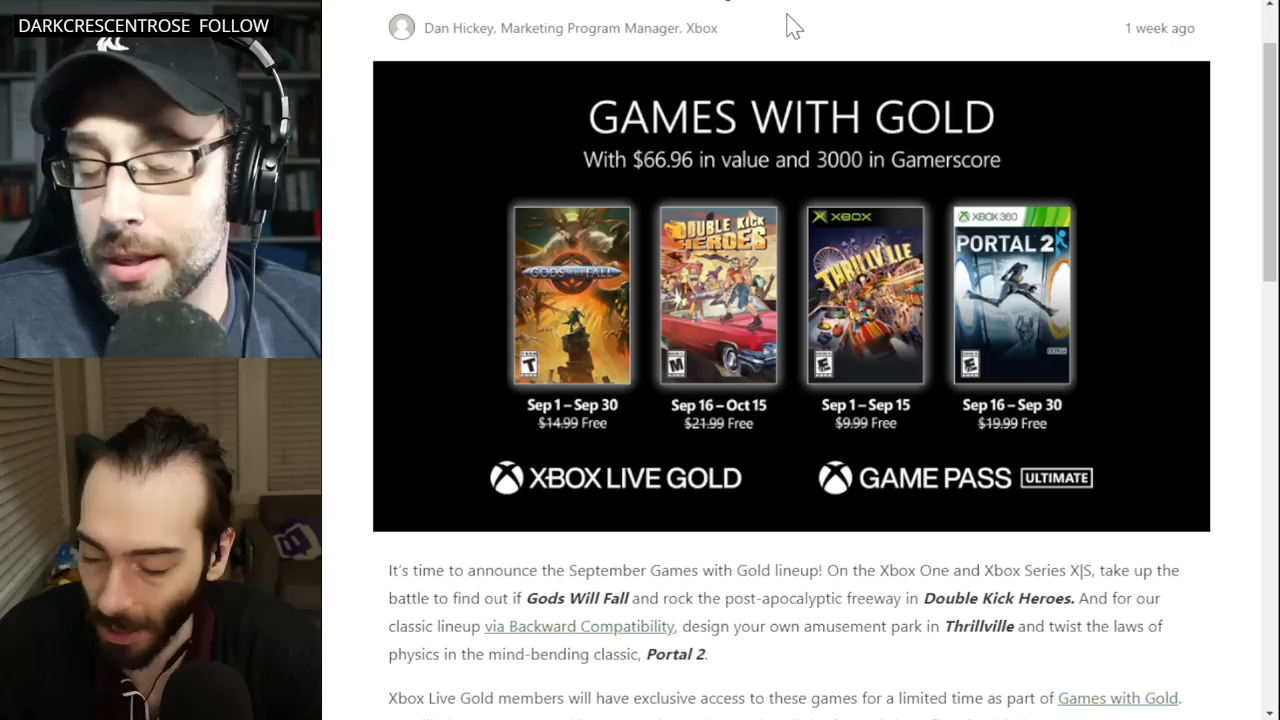 DARKCRESCENTROSE FOLLOW
Dan Hickey, Marketing Program Manager, Xbox
1 week ago
GAMES WITH GOLD
With $66.96 in value and 3000 in Gamerscore
GODS WILL FALL
T
DOUBLE KICK
HEROES
M
XBOX
THRILLVILLE
E
XBOX 360
PORTAL 2
E
Sep 1 – Sep 30
$14.99 Free
Sep 16 – Oct 15
$21.99 Free
Sep 1 – Sep 15
$9.99 Free
Sep 16 – Sep 30
$19.99 Free
XBOX LIVE GOLD
GAME PASS ULTIMATE
It's time to announce the September Games with Gold lineup! On the Xbox One and Xbox Series X|S, take up the
battle to find out if Gods Will Fall and rock the post-apocalyptic freeway in Double Kick Heroes. And for our
classic lineup via Backward Compatibility, design your own amusement park in Thrillville and twist the laws of
physics in the mind-bending classic, Portal 2.
Xbox Live Gold members will have exclusive access to these games for a limited time as part of Games with Gold.